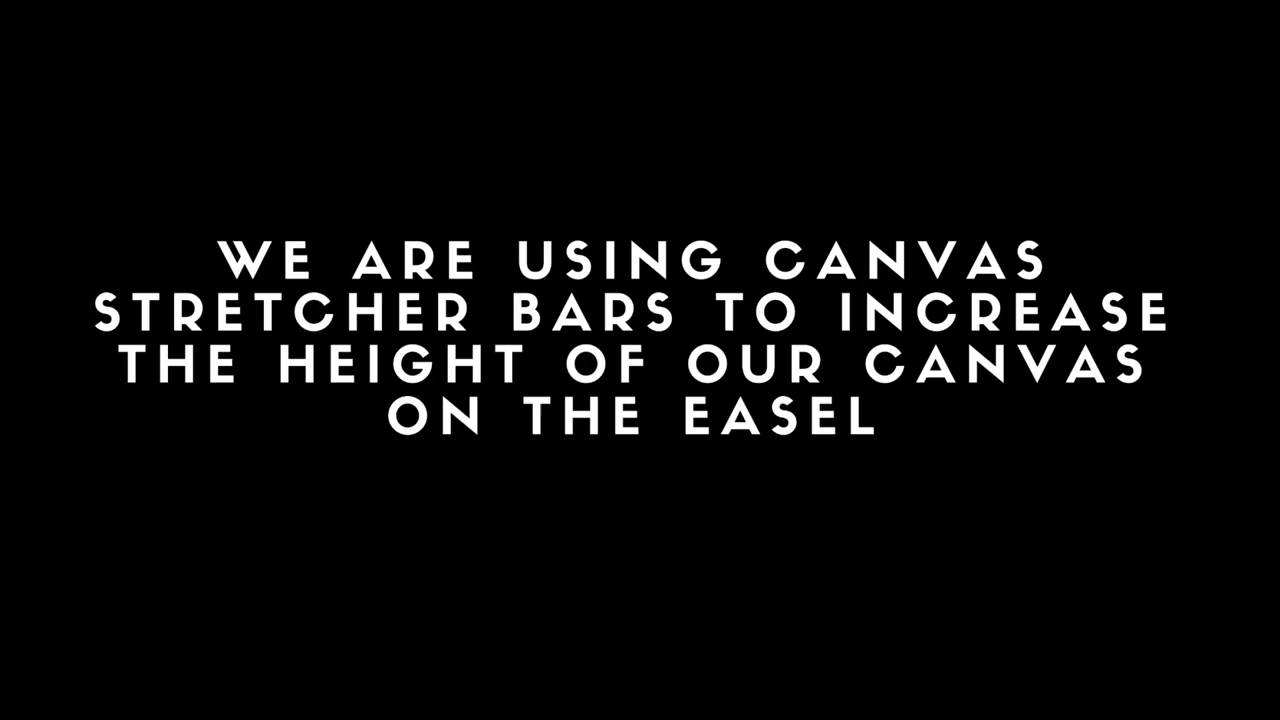 WE ARE USING CANVAS
STRETCHER BARS TO INCREASE
THE HEIGHT OF OUR CANVAS
ON THE EASEL